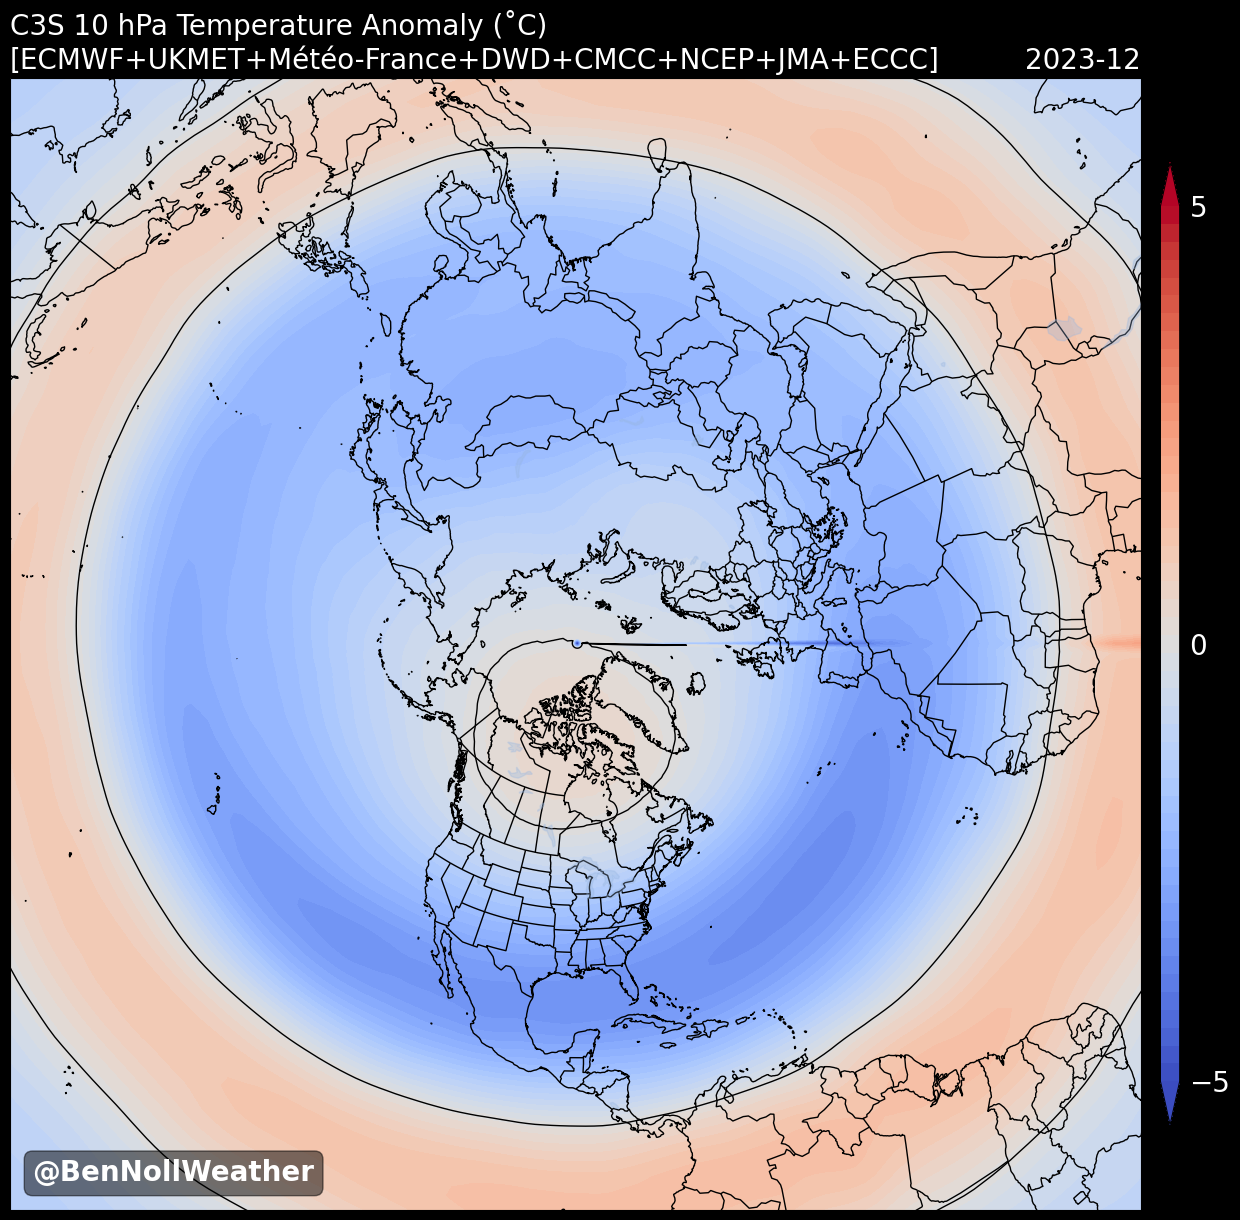 C3S 10 hPa Temperature Anomaly (˚C)
[ECMWF+UKMET+Météo-France+DWD+CMCC+NCEP+JMA+ECCC] 2023-12
5
0
−5
@BenNollWeather